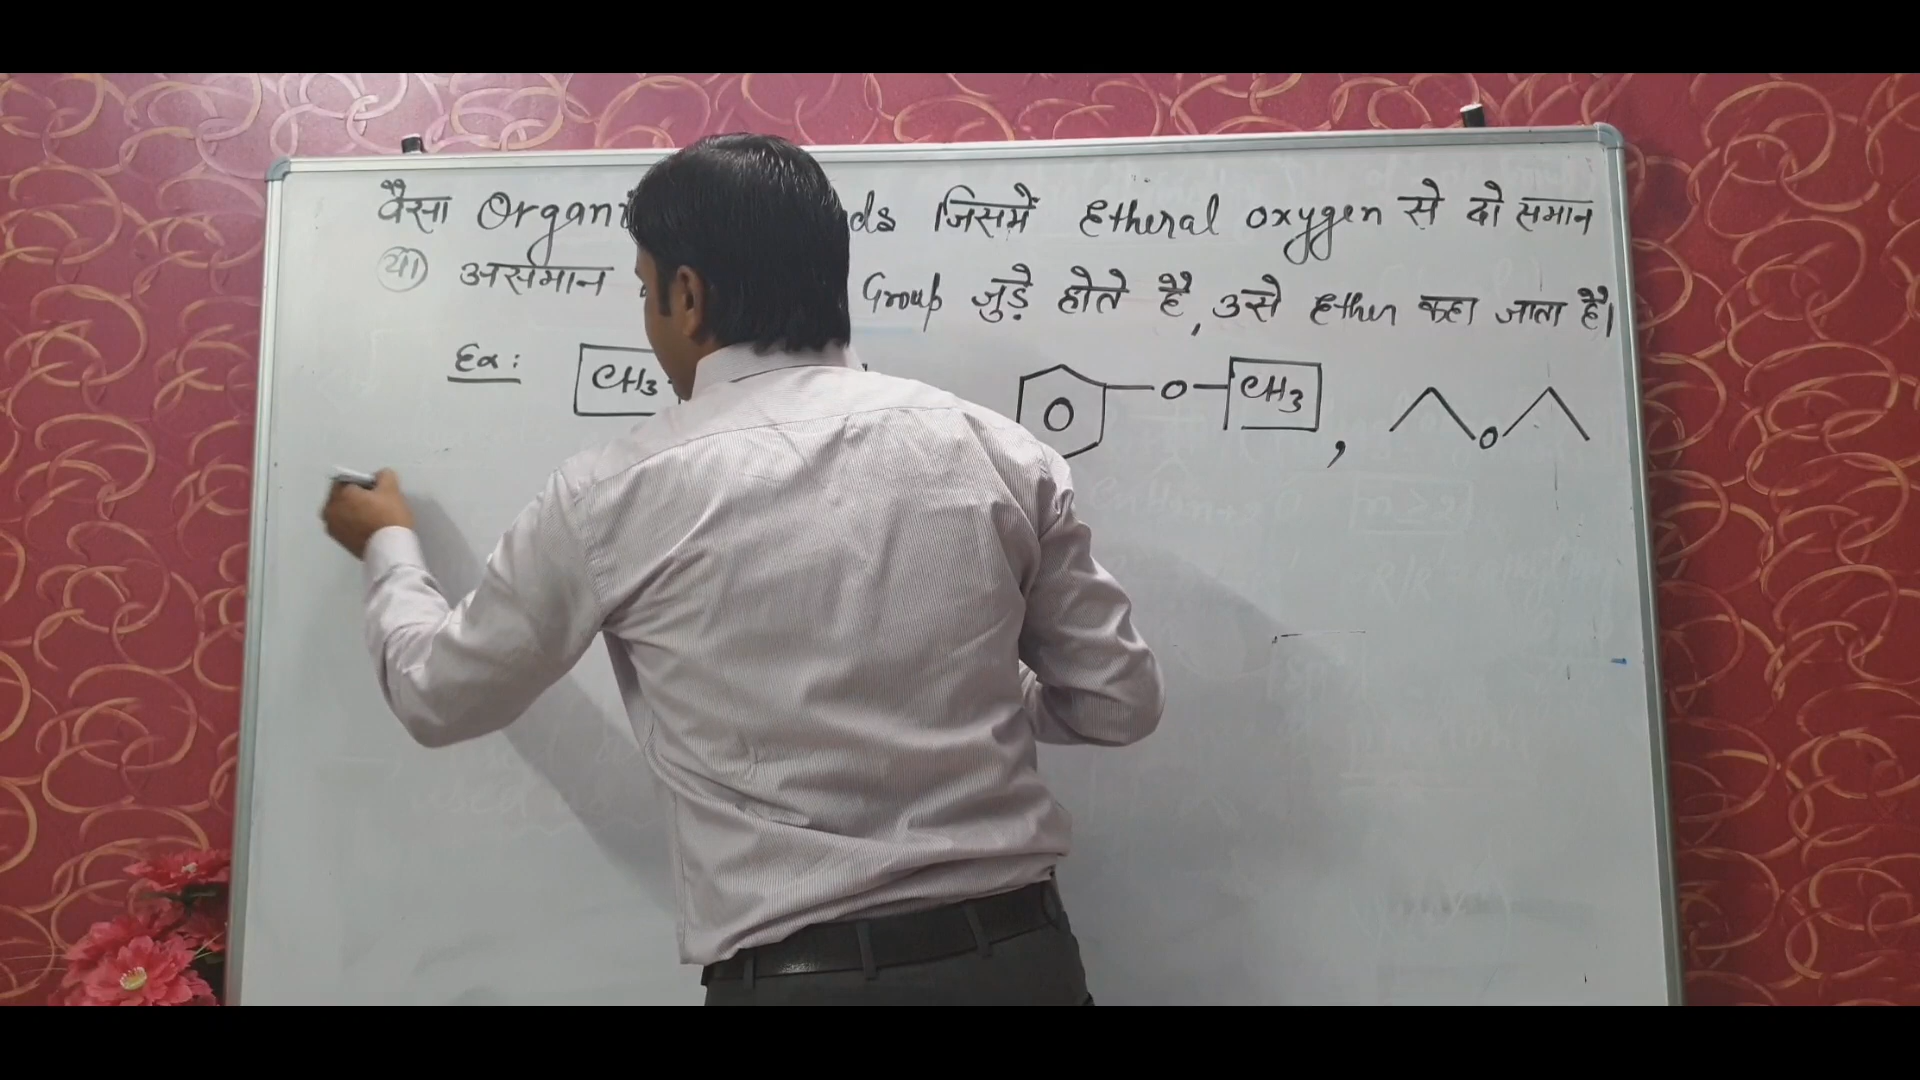 वैसा Organi ds जिसमें Etheral oxygen से दो समान
या असमान Group जुड़े होते है, उसे Ether कहा जाता है।
Ex: CH3 O O CH3, O